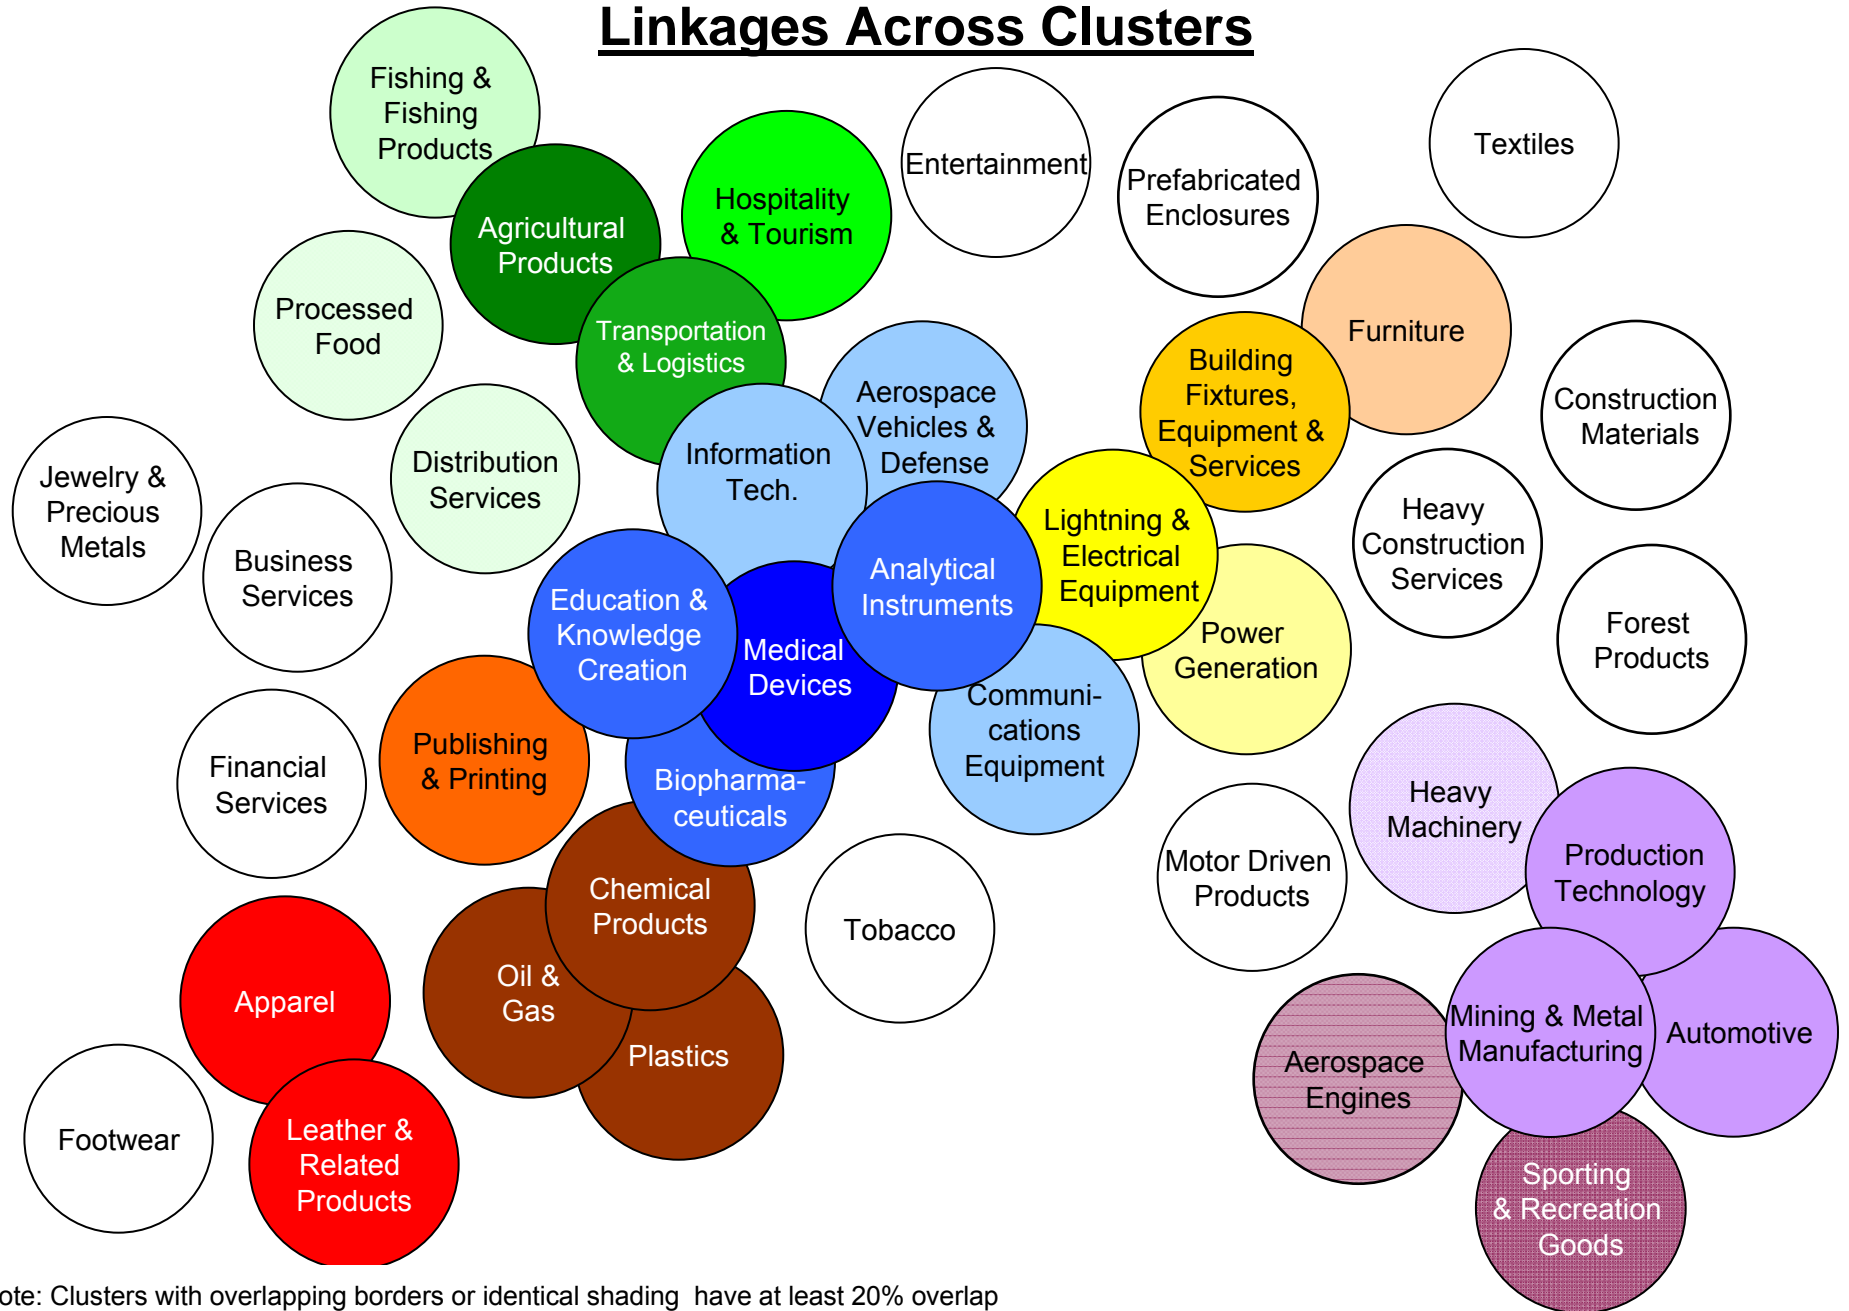 Linkages Across Clusters
Fishing &
Fishing
Products
Entertainment
Textiles
Prefabricated
Enclosures
Hospitality
& Tourism
Agricultural
Products
Processed
Food
Transportation
& Logistics
Furniture
Building
Fixtures,
Equipment &
Services
Aerospace
Vehicles &
Defense
Construction
Materials
Information
Tech.
Distribution
Services
Jewelry &
Precious
Metals
Heavy
Construction
Services
Lightning &
Electrical
Equipment
Business
Services
Analytical
Instruments
Education &
Knowledge
Creation
Forest
Products
Power
Generation
Medical
Devices
Communi-
cations
Equipment
Publishing
& Printing
Financial
Services
Biopharma-
ceuticals
Heavy
Machinery
Production
Technology
Motor Driven
Products
Chemical
Products
Tobacco
Oil &
Gas
Apparel
Mining & Metal
Manufacturing
Automotive
Plastics
Aerospace
Engines
Footwear
Leather &
Related
Products
Sporting
& Recreation
Goods
ote: Clusters with overlapping borders or identical shading  have at least 20% overlap